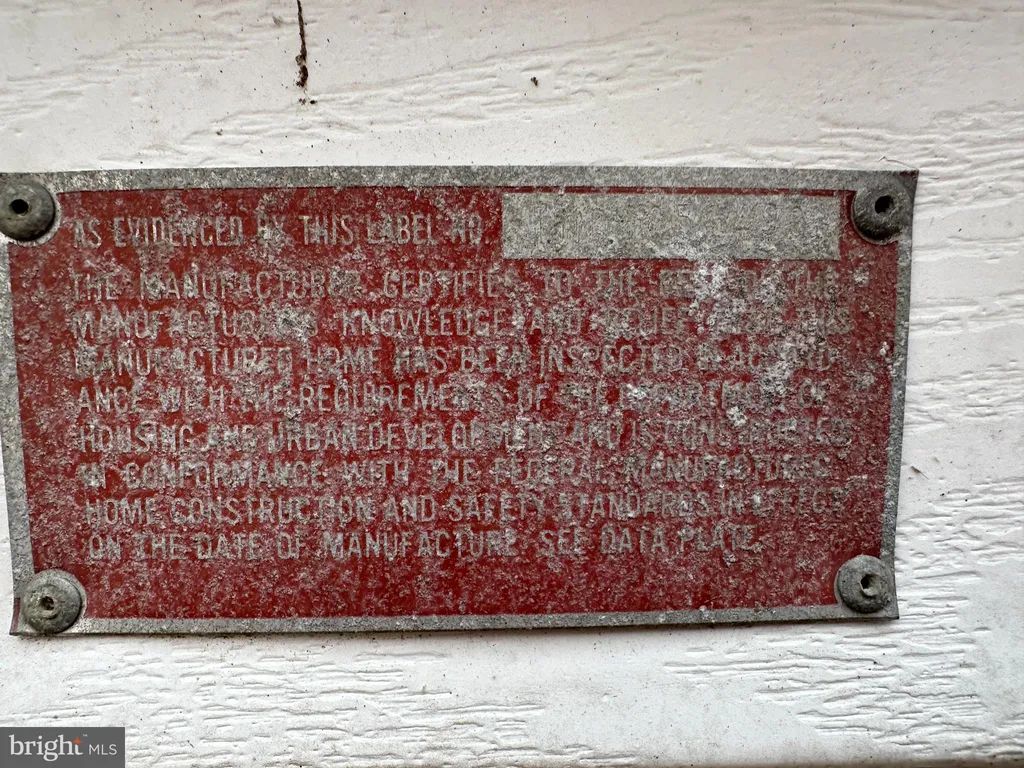 AS EVIDENCED BY THIS LABEL NO.
THE MANUFACTURER CERTIFIES TO THE BEST OF THE
MANUFACTURER'S KNOWLEDGE AND BELIEF THAT THIS
MANUFACTURED HOME HAS BEEN INSPECTED IN ACCORD-
ANCE WITH THE REQUIREMENTS OF THE DEPARTMENT OF
HOUSING AND URBAN DEVELOPMENT AND IS CONSTRUCTED
IN CONFORMANCE WITH THE FEDERAL MANUFACTURED
HOME CONSTRUCTION AND SAFETY STANDARDS IN EFFECT
ON THE DATE OF MANUFACTURE. SEE DATA PLATE.
bright MLS